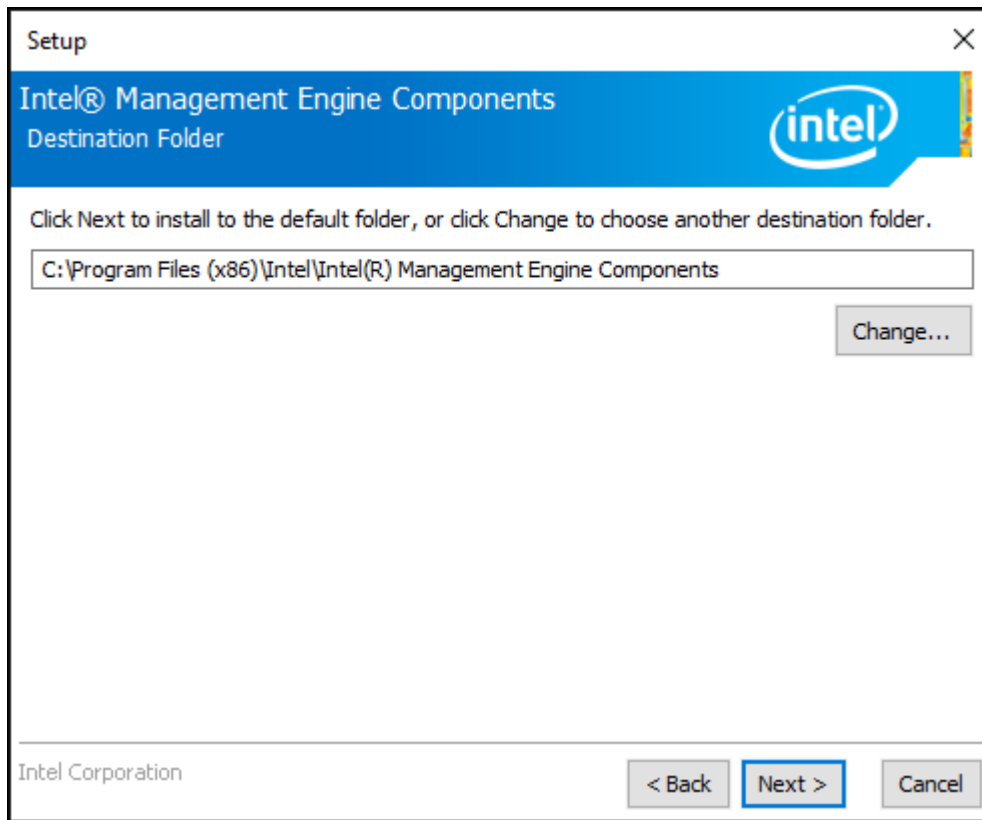 Setup
Intel® Management Engine Components
Destination Folder
intel
Click Next to install to the default folder, or click Change to choose another destination folder.
C:\Program Files (x86)\Intel\Intel(R) Management Engine Components
Change...
Intel Corporation
< Back
Next >
Cancel